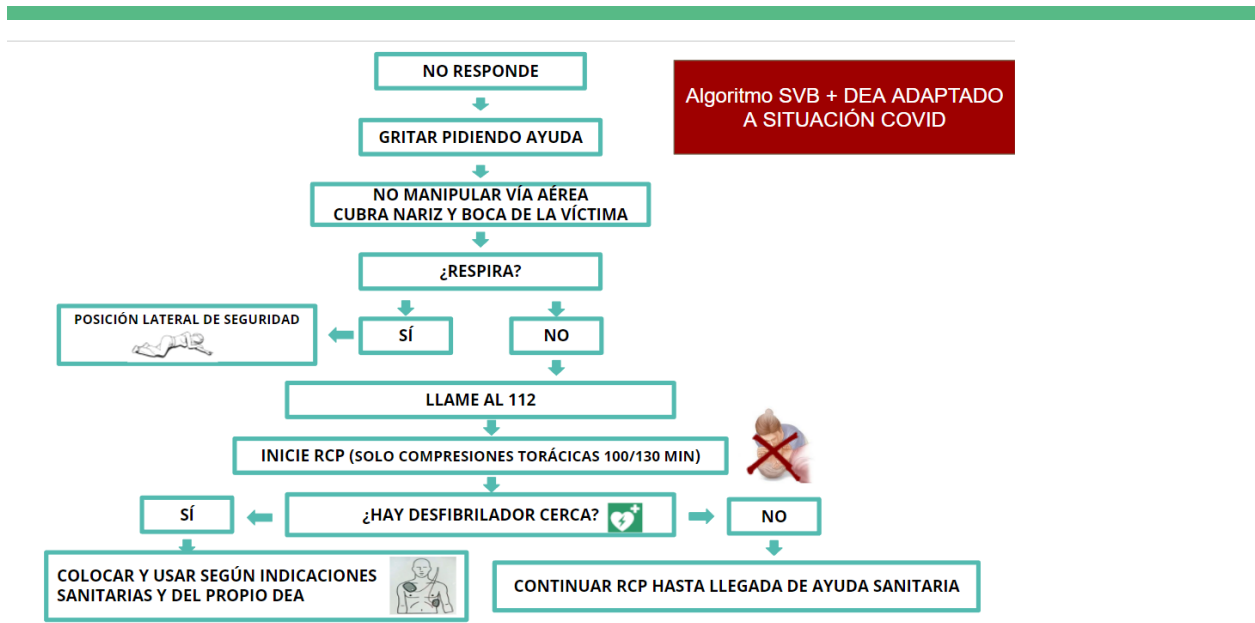 NO RESPONDE
Algoritmo SVB + DEA ADAPTADO
A SITUACIÓN COVID
GRITAR PIDIENDO AYUDA
NO MANIPULAR VÍA AÉREA
CUBRA NARIZ Y BOCA DE LA VÍCTIMA
¿RESPIRA?
POSICIÓN LATERAL DE SEGURIDAD
SÍ
NO
LLAME AL 112
INICIE RCP (SOLO COMPRESIONES TORÁCICAS 100/130 MIN)
SÍ
¿HAY DESFIBRILADOR CERCA?
NO
COLOCAR Y USAR SEGÚN INDICACIONES
SANITARIAS Y DEL PROPIO DEA
CONTINUAR RCP HASTA LLEGADA DE AYUDA SANITARIA